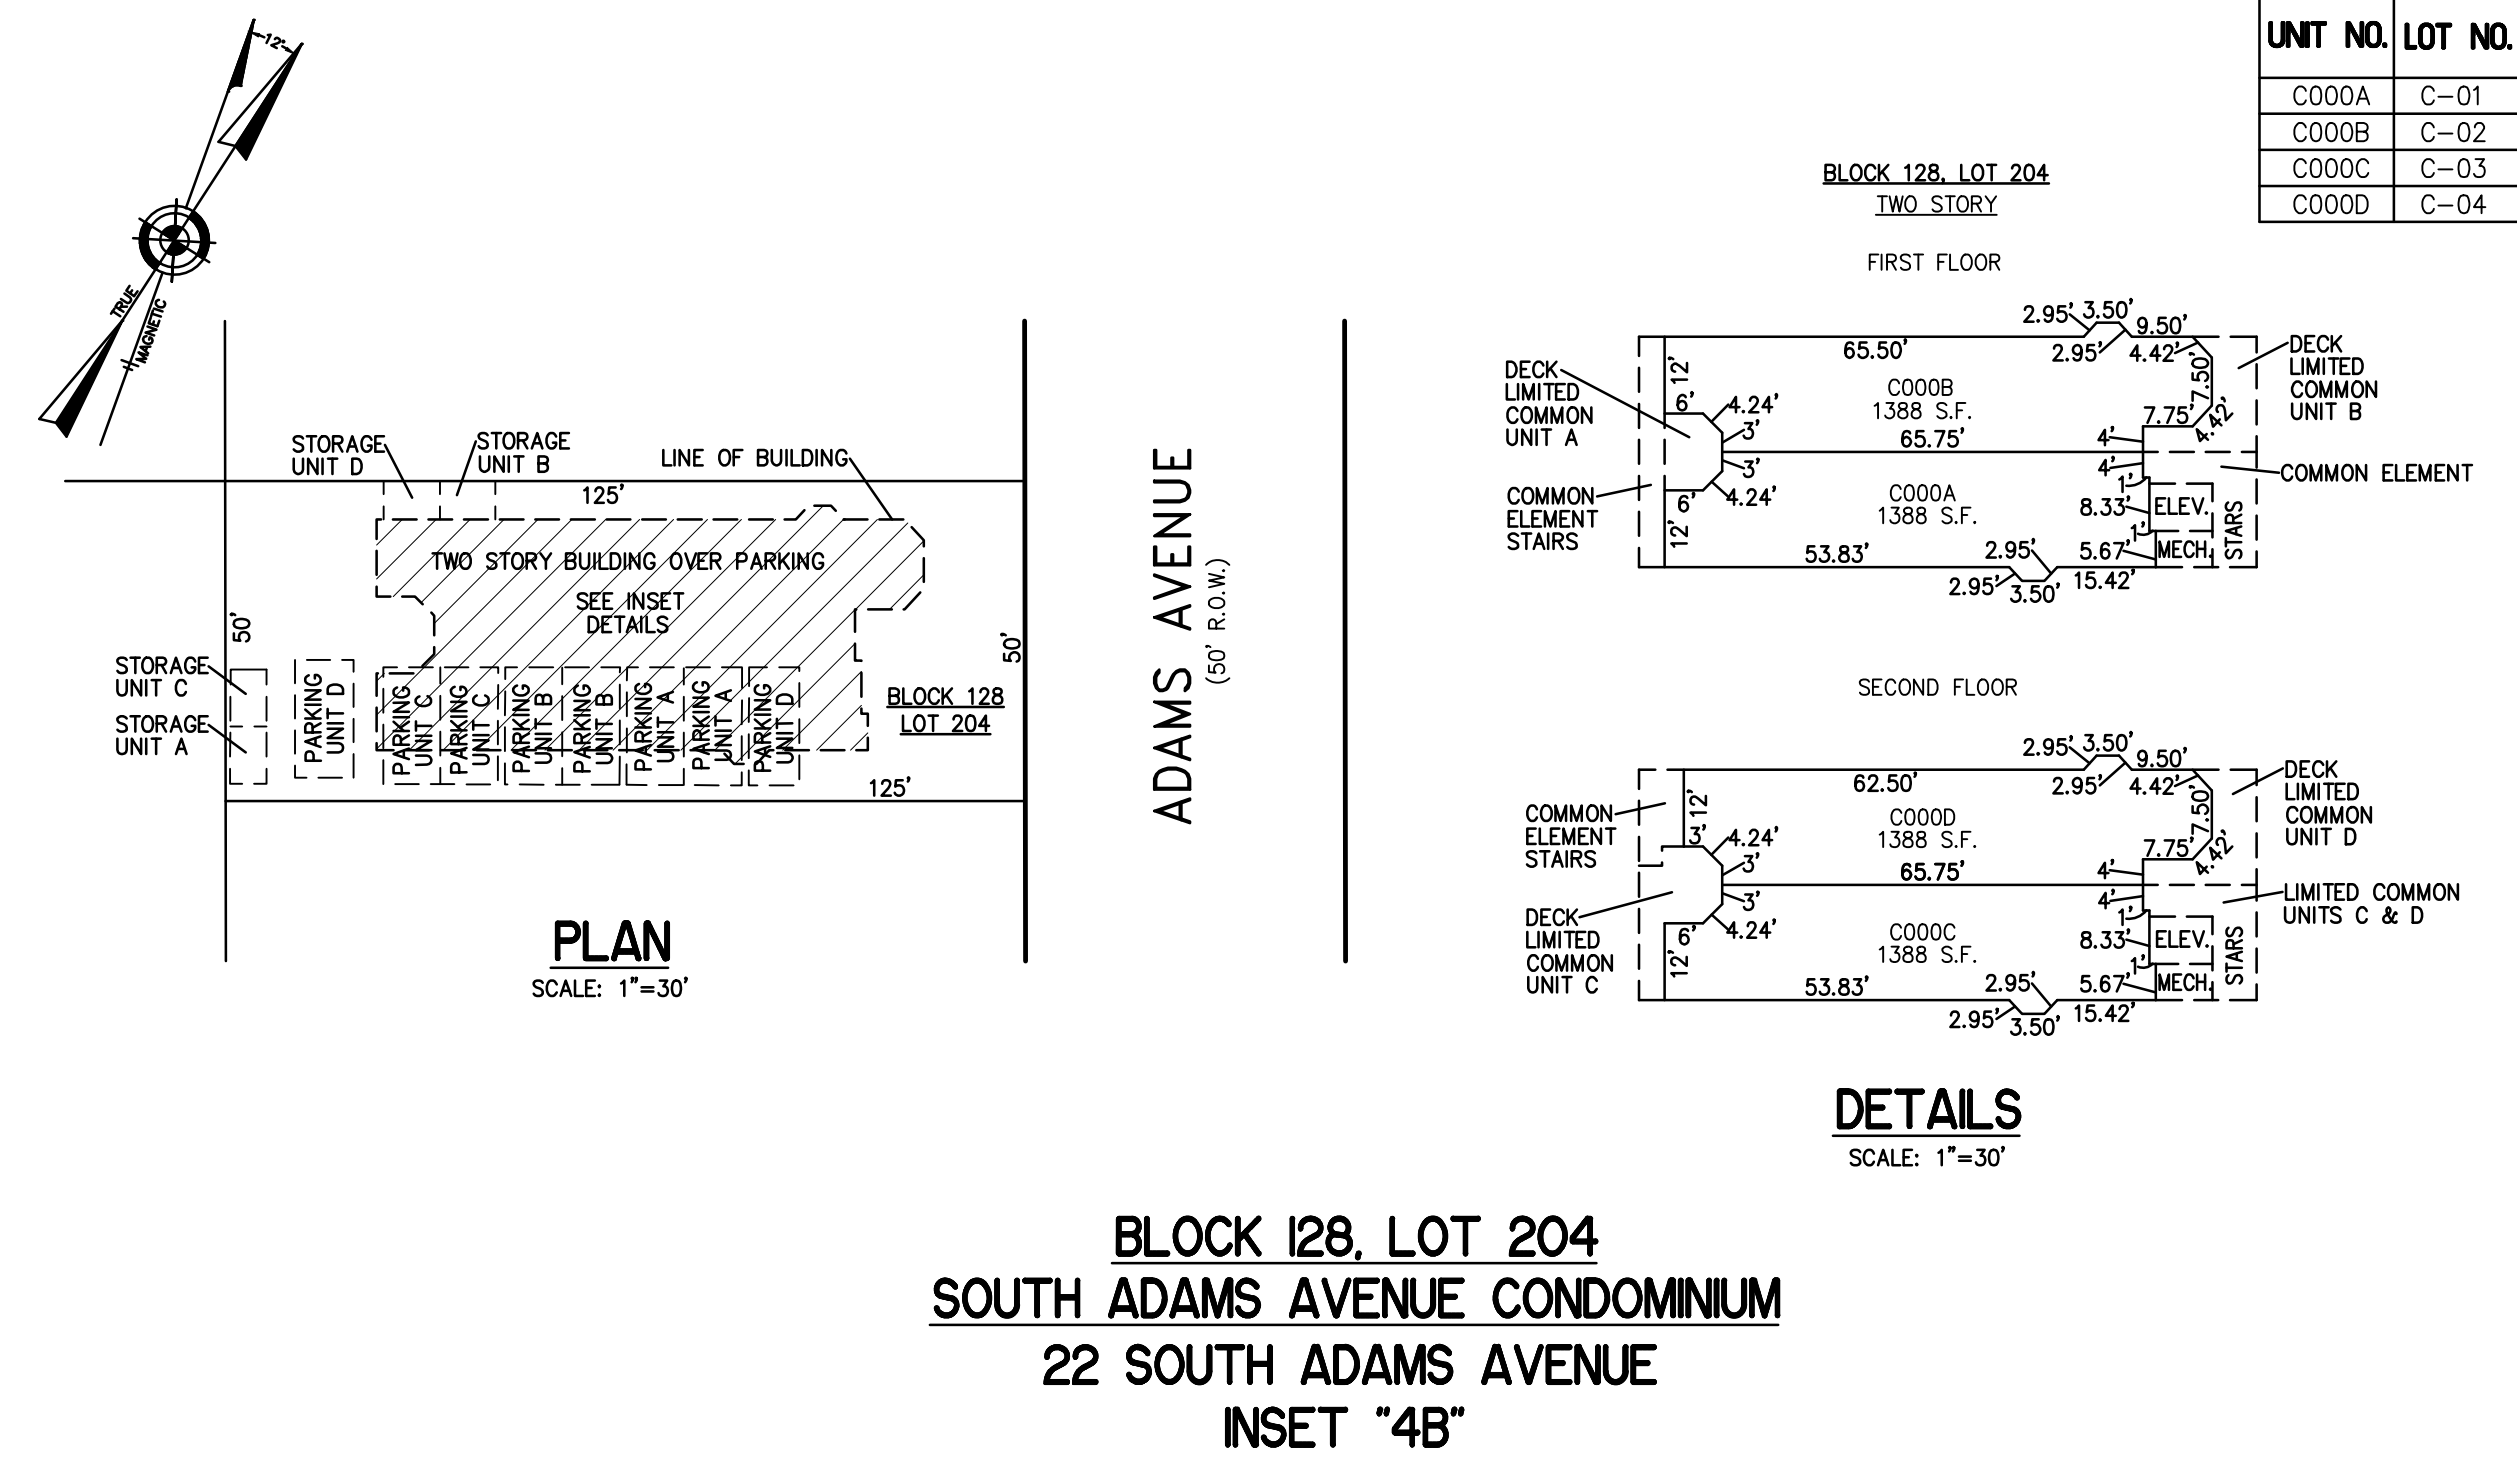 12°
TRUE
MAGNETIC
UNIT NO. LOT NO.
C000A C-01
C000B C-02
C000C C-03
C000D C-04
STORAGE
UNIT D
STORAGE
UNIT B
LINE OF BUILDING
125'
TWO STORY BUILDING OVER PARKING
SEE INSET
DETAILS
50'
50'
STORAGE
UNIT C
STORAGE
UNIT A
PARKING
UNIT D
PARKING
UNIT C
PARKING
UNIT C
PARKING
UNIT B
PARKING
UNIT B
PARKING
UNIT A
PARKING
UNIT A
PARKING
UNIT D
BLOCK 128
LOT 204
125'
PLAN
SCALE: 1"=30'
ADAMS AVENUE
(50' R.O.W.)
BLOCK 128, LOT 204
TWO STORY
FIRST FLOOR
2.95' 3.50'
9.50'
65.50'
2.95' 4.42'
DECK
LIMITED
COMMON
UNIT A
DECK
LIMITED
COMMON
UNIT B
12'
C000B
1388 S.F.
7.50'
6' 4.24'
3'
65.75'
7.75'
4.42'
4'
4'
3'
COMMON ELEMENT
COMMON
ELEMENT
STAIRS
6' 4.24'
12'
C000A
1388 S.F.
1'
8.33'
ELEV.
STARS
1'
53.83'
2.95'
5.67'
MECH.
2.95' 3.50' 15.42'
SECOND FLOOR
2.95' 3.50'
9.50'
62.50'
2.95' 4.42'
DECK
LIMITED
COMMON
UNIT D
COMMON
ELEMENT
STAIRS
12'
C000D
1388 S.F.
7.50'
3' 4.24'
3'
65.75'
7.75'
4.42'
4'
4'
3'
LIMITED COMMON
UNITS C & D
DECK
LIMITED
COMMON
UNIT C
6' 4.24'
12'
C000C
1388 S.F.
1'
8.33'
ELEV.
STARS
1'
53.83'
2.95'
5.67'
MECH.
2.95' 3.50' 15.42'
DETAILS
SCALE: 1"=30'
BLOCK 128, LOT 204
SOUTH ADAMS AVENUE CONDOMINIUM
22 SOUTH ADAMS AVENUE
INSET "4B"